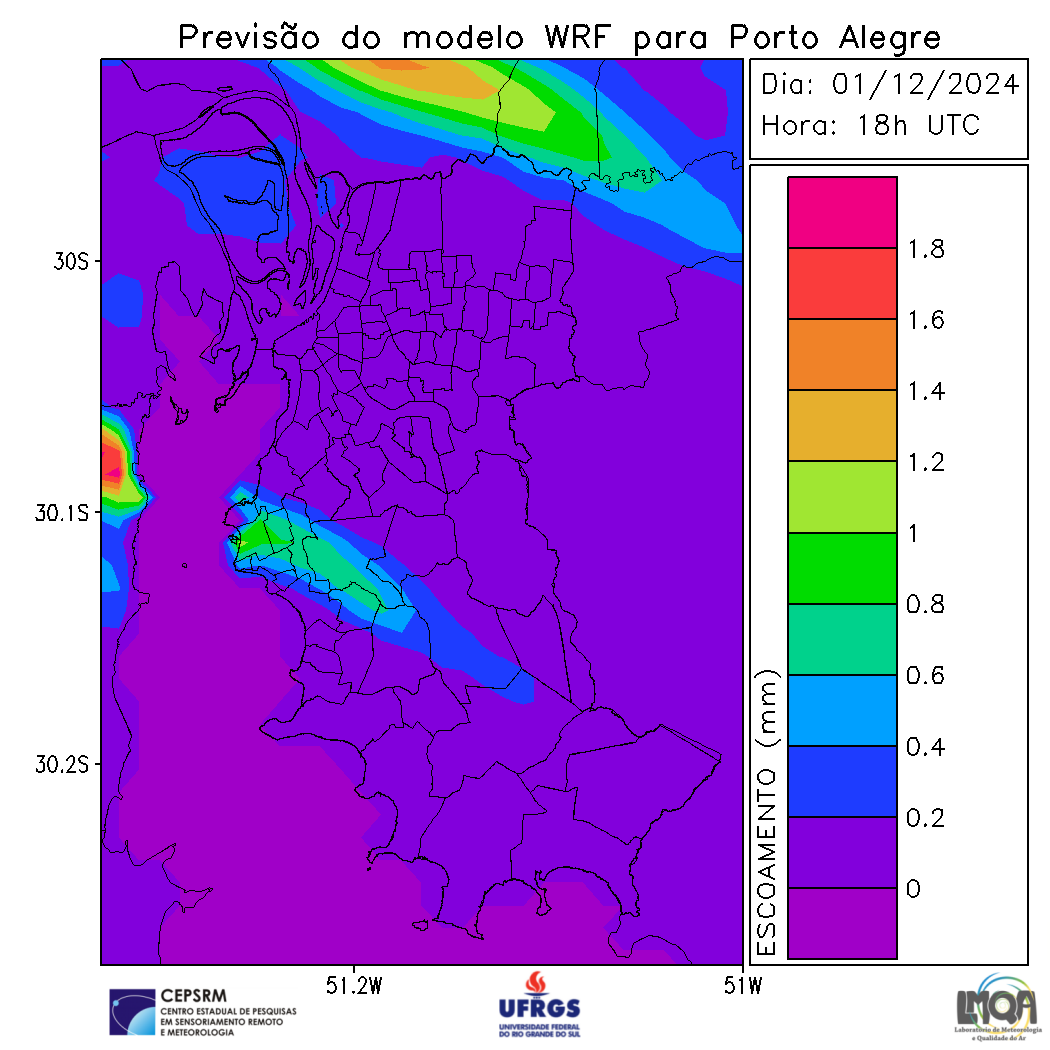 Previsão do modelo WRF para Porto Alegre
Dia: 01/12/2024
Hora: 18h UTC
30S
30.1S
30.2S
51.2W
51W
ESCOAMENTO (mm)
1.8
1.6
1.4
1.2
1
0.8
0.6
0.4
0.2
0
CEPSRM
CENTRO ESTADUAL DE PESQUISAS
EM SENSORIAMENTO REMOTO
E METEOROLOGIA
UFRGS
UNIVERSIDADE FEDERAL
DO RIO GRANDE DO SUL
LMQA
Laboratório de Meteorologia
e Qualidade do Ar